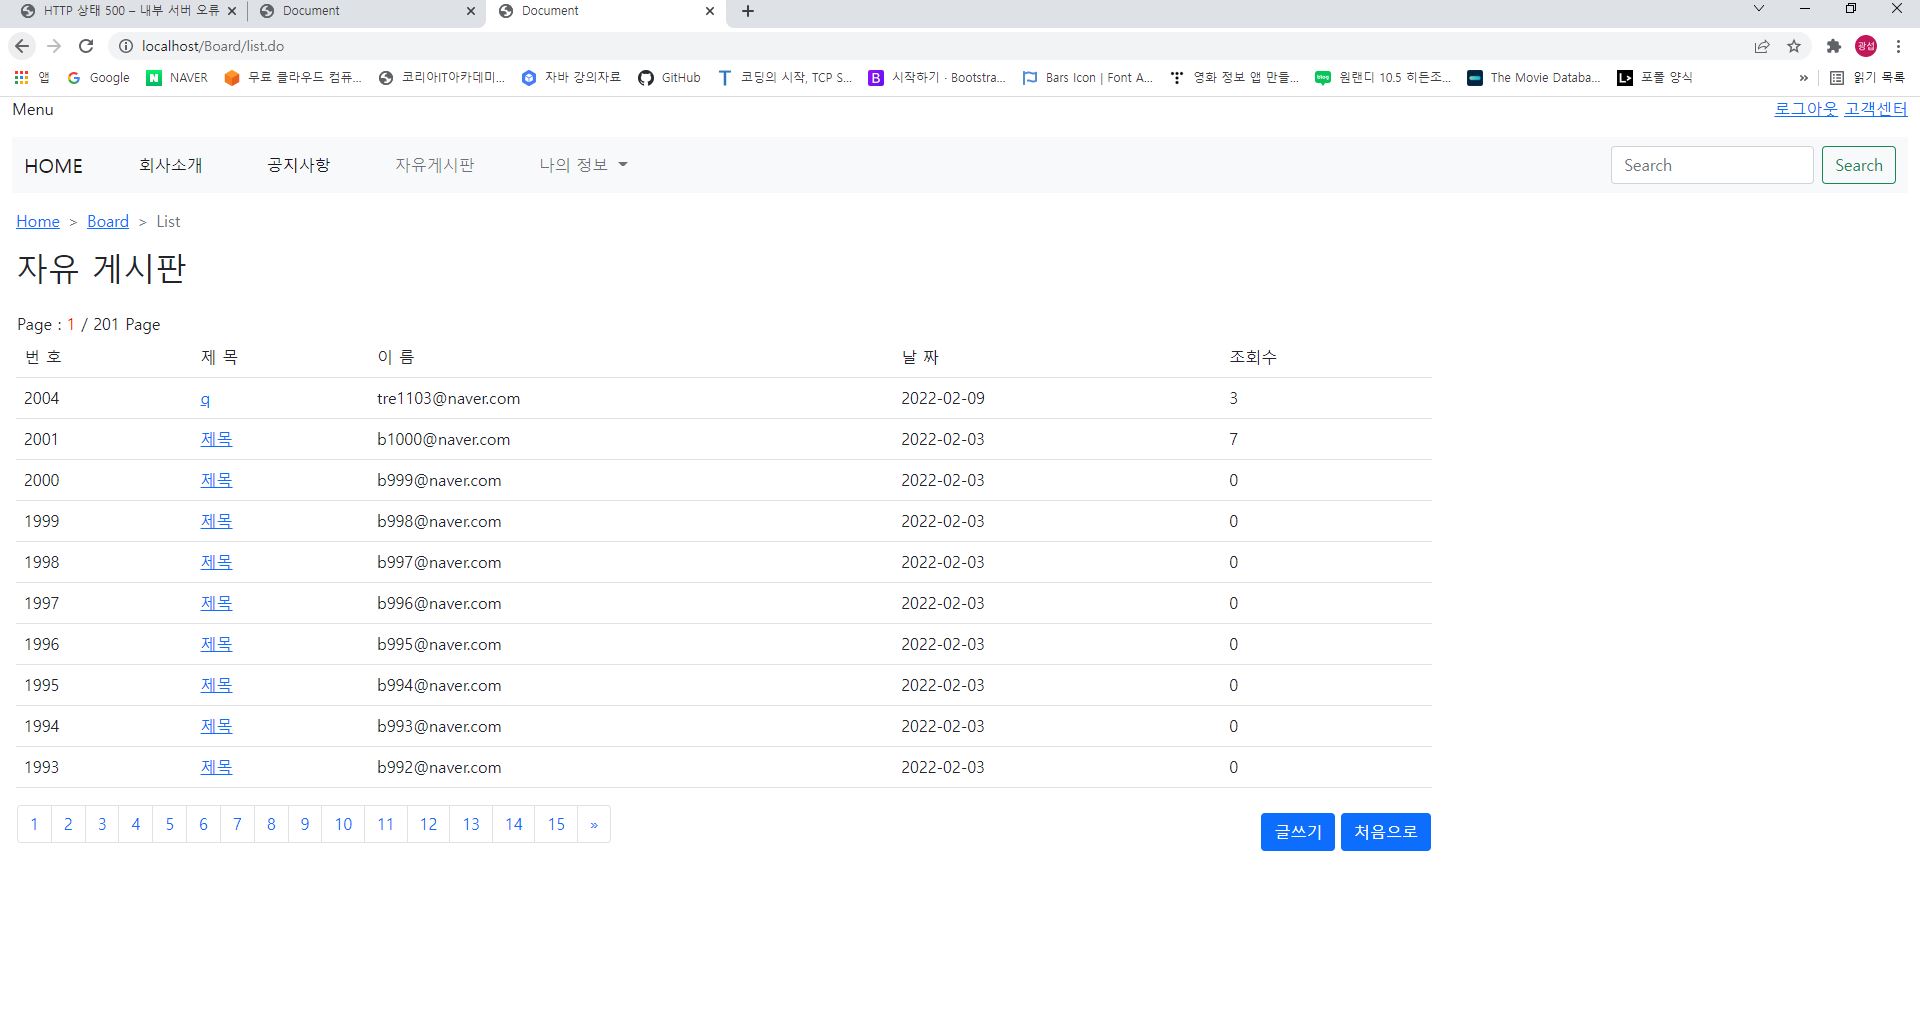 HTTP 상태 500 – 내부 서버 오류
Document
Document
localhost/Board/list.do
광섭
앱 Google NAVER 무료 클라우드 컴퓨... 코리아IT아카데미... 자바 강의자료 GitHub 코딩의 시작, TCP S... 시작하기 · Bootstra... Bars Icon | Font A... 영화 정보 앱 만들... 원랜디 10.5 히든조... The Movie Databa... 포폴 양식 » 읽기 목록
Menu 로그아웃 고객센터
HOME 회사소개 공지사항 자유게시판 나의 정보 Search Search
Home > Board > List
자유 게시판
Page : 1 / 201 Page
번 호 제 목 이 름 날 짜 조회수
2004 q tre1103@naver.com 2022-02-09 3
2001 제목 b1000@naver.com 2022-02-03 7
2000 제목 b999@naver.com 2022-02-03 0
1999 제목 b998@naver.com 2022-02-03 0
1998 제목 b997@naver.com 2022-02-03 0
1997 제목 b996@naver.com 2022-02-03 0
1996 제목 b995@naver.com 2022-02-03 0
1995 제목 b994@naver.com 2022-02-03 0
1994 제목 b993@naver.com 2022-02-03 0
1993 제목 b992@naver.com 2022-02-03 0
1 2 3 4 5 6 7 8 9 10 11 12 13 14 15 » 글쓰기 처음으로